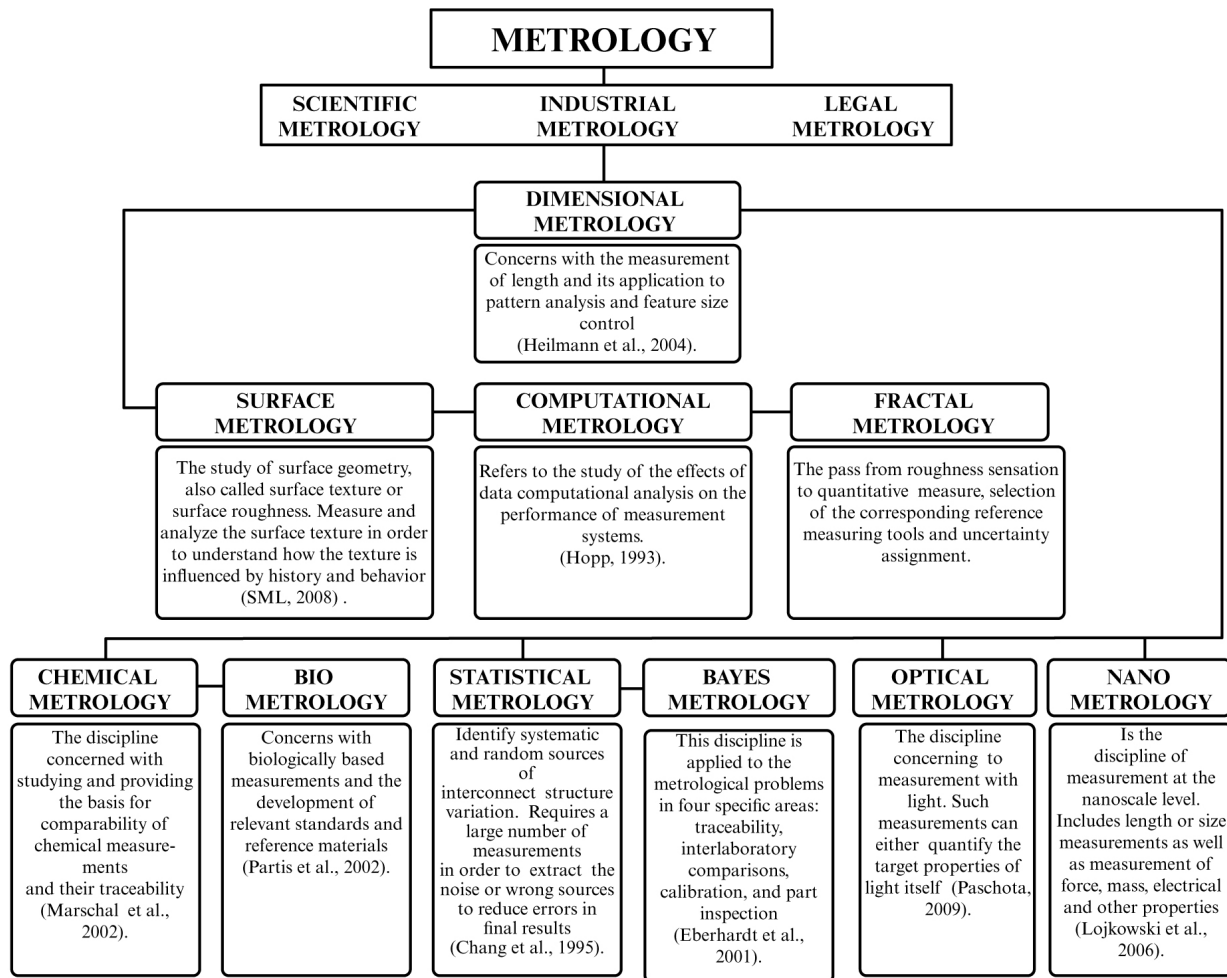 METROLOGY
SCIENTIFIC METROLOGY
INDUSTRIAL METROLOGY
LEGAL METROLOGY
DIMENSIONAL
METROLOGY
Concerns with the measurement
of length and its application to
pattern analysis and feature size
control
(Heilmann et al., 2004).
SURFACE
METROLOGY
The study of surface geometry,
also called surface texture or
surface roughness. Measure and
analyze the surface texture in order
to understand how the texture is
influenced by history and behavior
(SML, 2008) .
COMPUTATIONAL
METROLOGY
Refers to the study of the effects of
data computational analysis on the
performance of measurement
systems.
(Hopp, 1993).
FRACTAL
METROLOGY
The pass from roughness sensation
to quantitative measure, selection
of the corresponding reference
measuring tools and uncertainty
assignment.
CHEMICAL
METROLOGY
The discipline
concerned with
studying and providing
the basis for
comparability of
chemical measure-
ments
and their traceability
(Marschal et al.,
2002).
BIO
METROLOGY
Concerns with
biologically based
measurements and the
development of
relevant standards and
reference materials
(Partis et al., 2002).
STATISTICAL
METROLOGY
Identify systematic
and random sources
of
interconnect structure
variation. Requires a
large number of
measurements
in order to extract the
noise or wrong sources
to reduce errors in
final results
(Chang et al., 1995).
BAYES
METROLOGY
This discipline is
applied to the
metrological problems
in four specific areas:
traceability,
interlaboratory
comparisons,
calibration, and part
inspection
(Eberhardt et al.,
2001).
OPTICAL
METROLOGY
The discipline
concerning to
measurement with
light. Such
measurements can
either quantify the
target properties of
light itself (Paschota,
2009).
NANO
METROLOGY
Is the
discipline of
measurement at the
nanoscale level.
Includes length or size
measurements as well
as measurement of
force, mass, electrical
and other properties
(Lojkowski et al.,
2006).